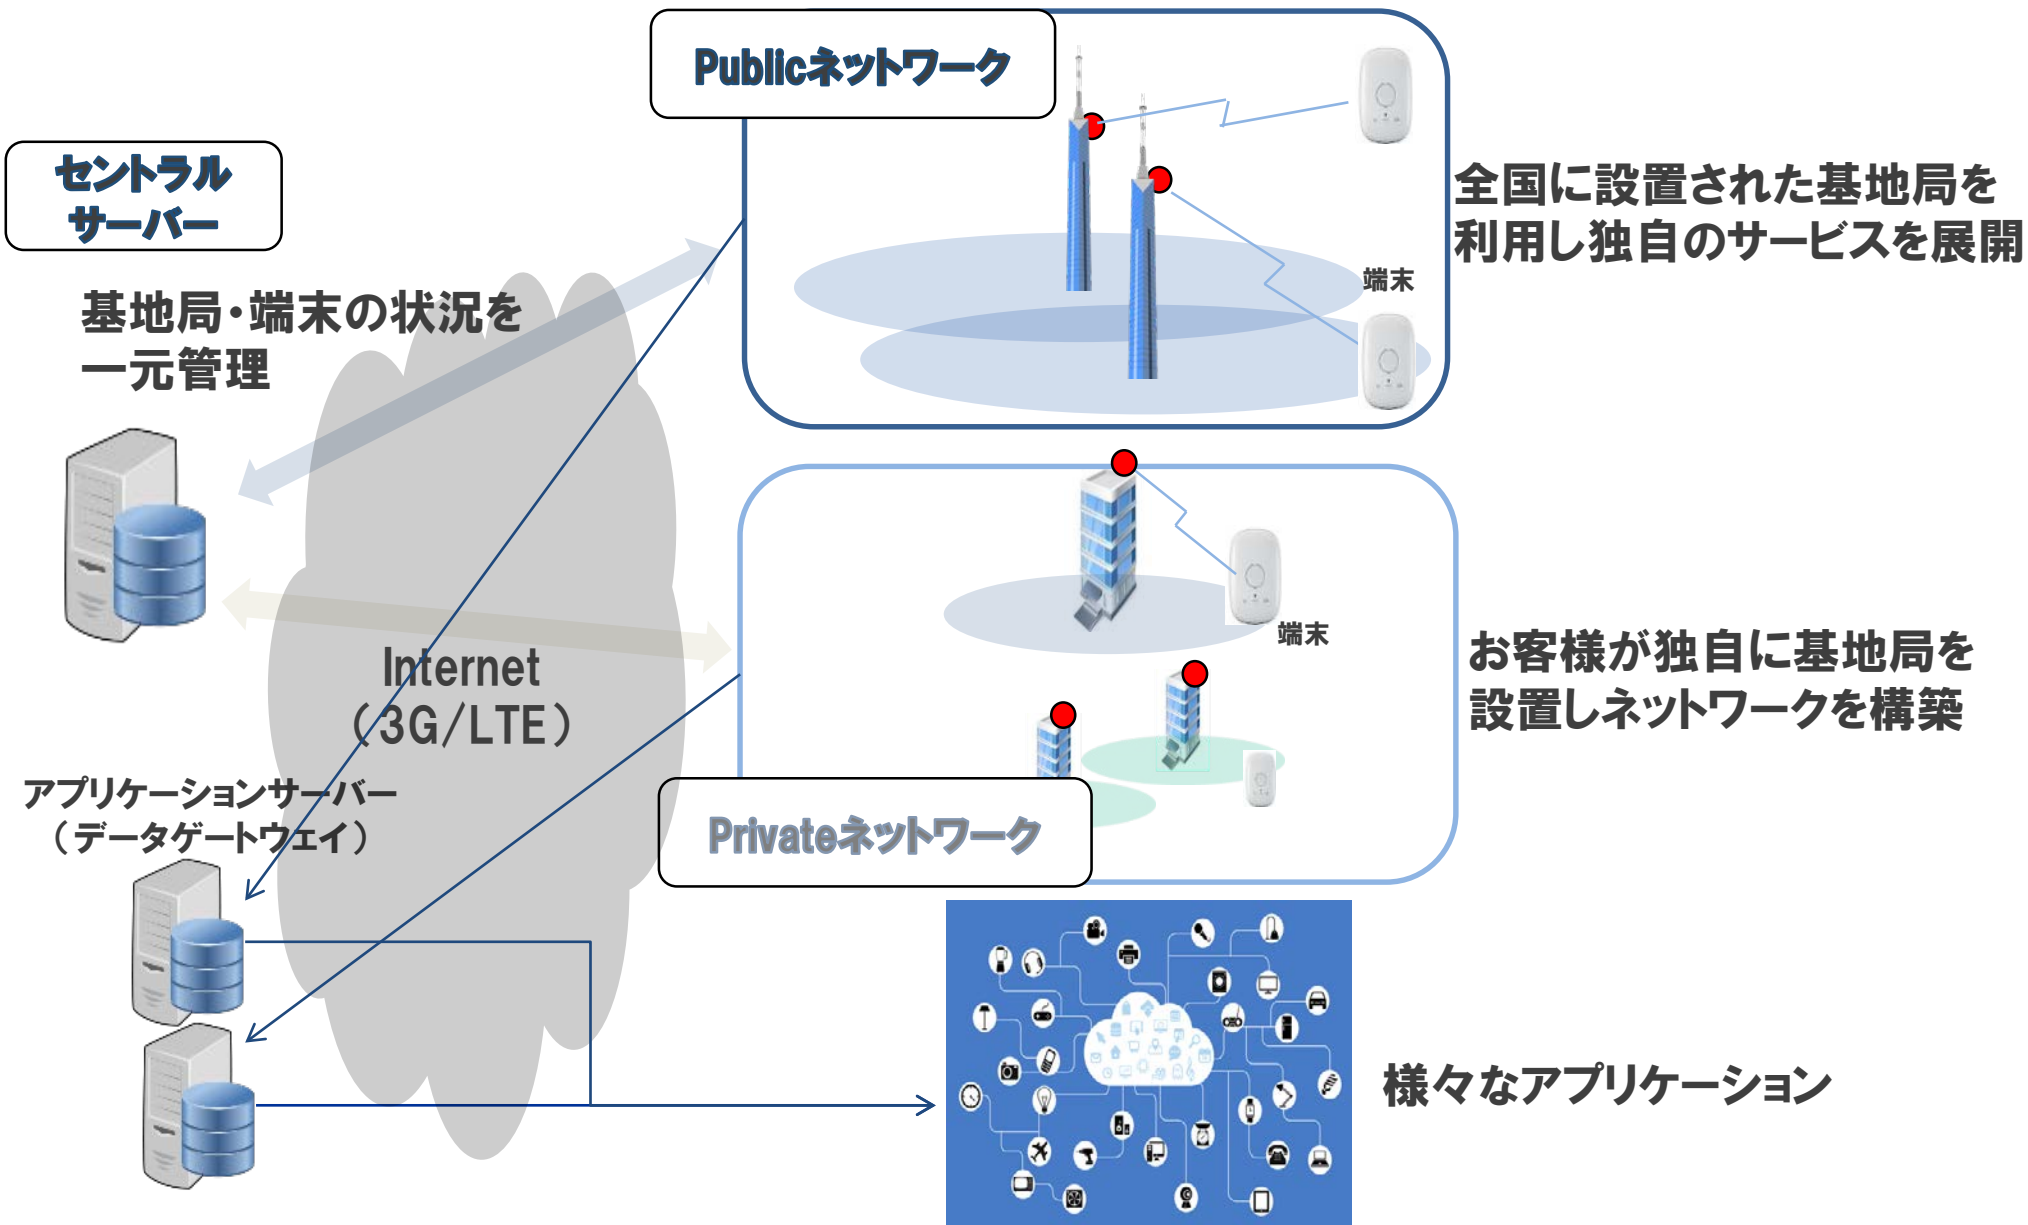 Publicネットワーク
セントラル
サーバー
全国に設置された基地局を
利用し独自のサービスを展開
端末
基地局・端末の状況を
一元管理
端末
お客様が独自に基地局を
設置しネットワークを構築
Internet
（3G/LTE）
アプリケーションサーバー
（データゲートウェイ）
Privateネットワーク
様々なアプリケーション